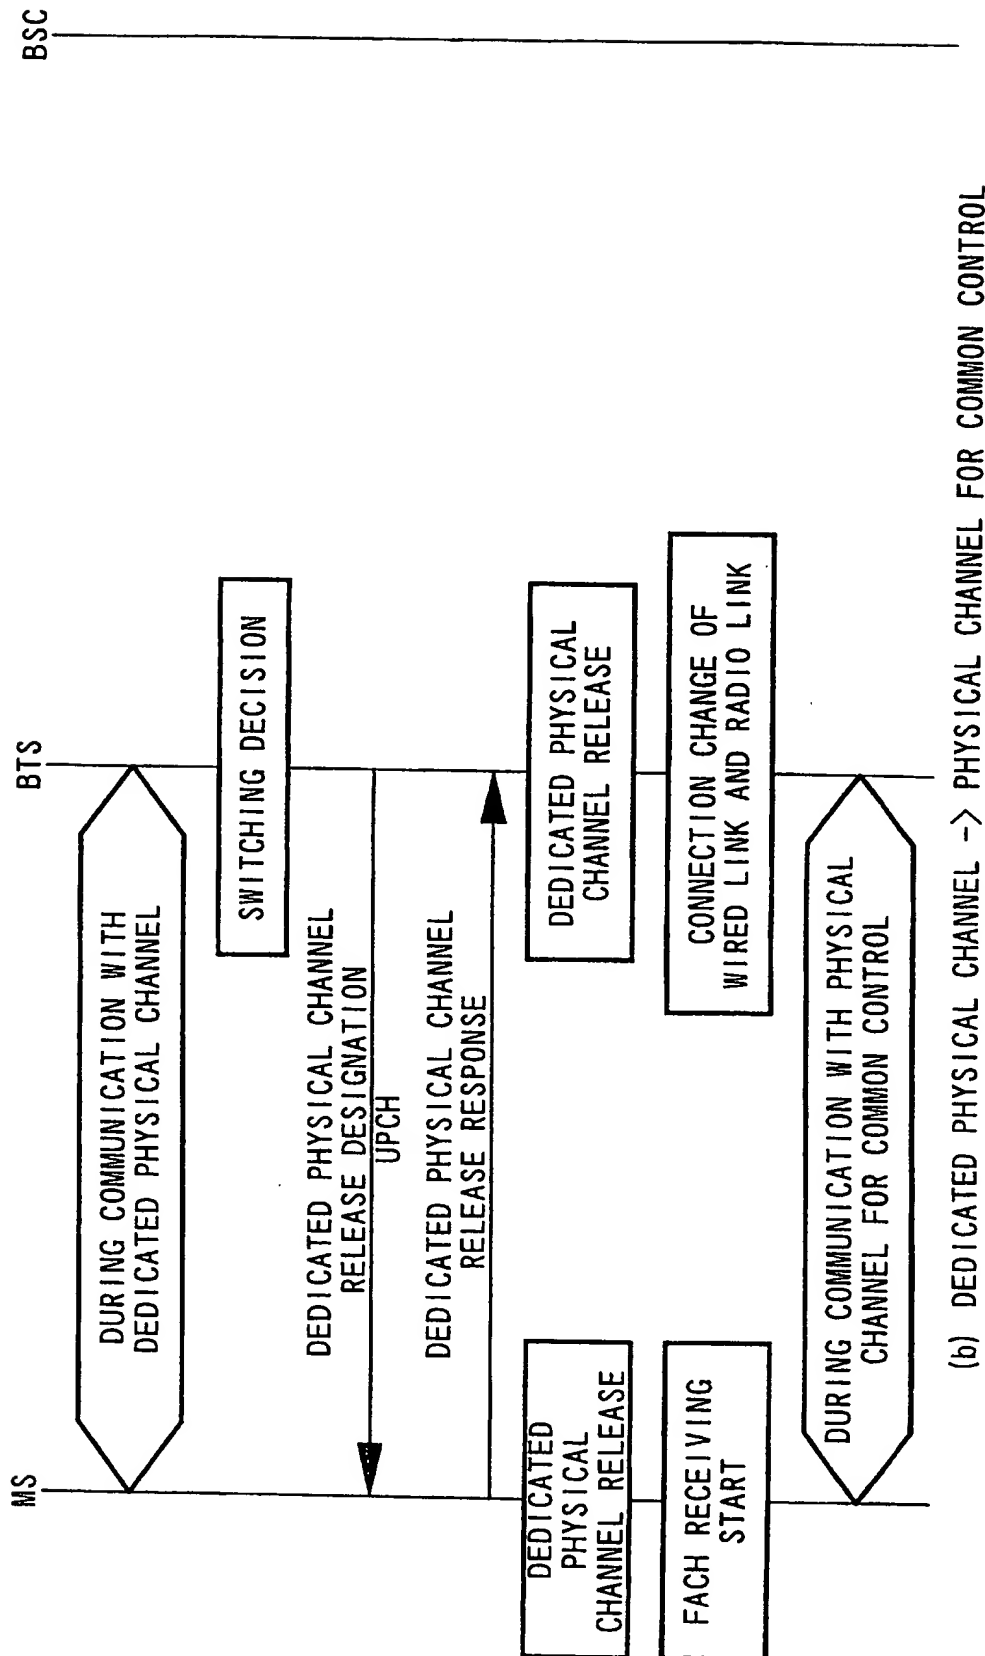 MS
BTS
BSC
DURING COMMUNICATION WITH
DEDICATED PHYSICAL CHANNEL
SWITCHING DECISION
DEDICATED PHYSICAL CHANNEL
RELEASE DESIGNATION
UPCH
DEDICATED PHYSICAL CHANNEL
RELEASE RESPONSE
DEDICATED
PHYSICAL
CHANNEL RELEASE
DEDICATED PHYSICAL
CHANNEL RELEASE
FACH RECEIVING
START
CONNECTION CHANGE OF
WIRED LINK AND RADIO LINK
DURING COMMUNICATION WITH PHYSICAL
CHANNEL FOR COMMON CONTROL
(b) DEDICATED PHYSICAL CHANNEL -> PHYSICAL CHANNEL FOR COMMON CONTROL